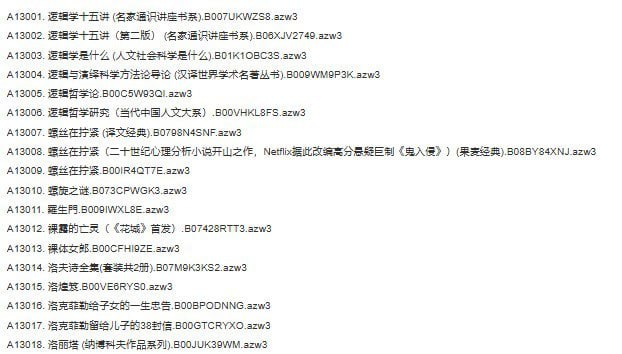 A13001. 逻辑学十五讲 (名家通识讲座书系).B007UKWZS8.azw3
A13002. 逻辑学十五讲（第二版） (名家通识讲座书系).B06XJV2749.azw3
A13003. 逻辑学是什么 (人文社会科学是什么).B01K1OBC3S.azw3
A13004. 逻辑与演绎科学方法论导论 (汉译世界学术名著丛书).B009WM9P3K.azw3
A13005. 逻辑哲学论.B00C5W93QI.azw3
A13006. 逻辑哲学研究（当代中国人文大系）.B00VHKL8FS.azw3
A13007. 螺丝在拧紧 (译文经典).B0798N4SNF.azw3
A13008. 螺丝在拧紧（二十世纪心理分析小说开山之作，Netflix据此改编高分悬疑巨制《鬼入侵》）(果麦经典).B08BY84XNJ.azw3
A13009. 螺丝在拧紧.B00IR4QT7E.azw3
A13010. 螺旋之谜.B073CPWGK3.azw3
A13011. 羅生門.B009IWXL8E.azw3
A13012. 裸露的亡灵（《花城》首发）.B07428RTT3.azw3
A13013. 裸体女郎.B00CFHI9ZE.azw3
A13014. 洛夫诗全集(套装共2册).B07M9K3KS2.azw3
A13015. 洛煌笈.B00VE6RYS0.azw3
A13016. 洛克菲勒给子女的一生忠告.B00BPODNNG.azw3
A13017. 洛克菲勒留给儿子的38封信.B00GTCRYXO.azw3
A13018. 洛丽塔 (纳博科夫作品系列).B00JUK39WM.azw3